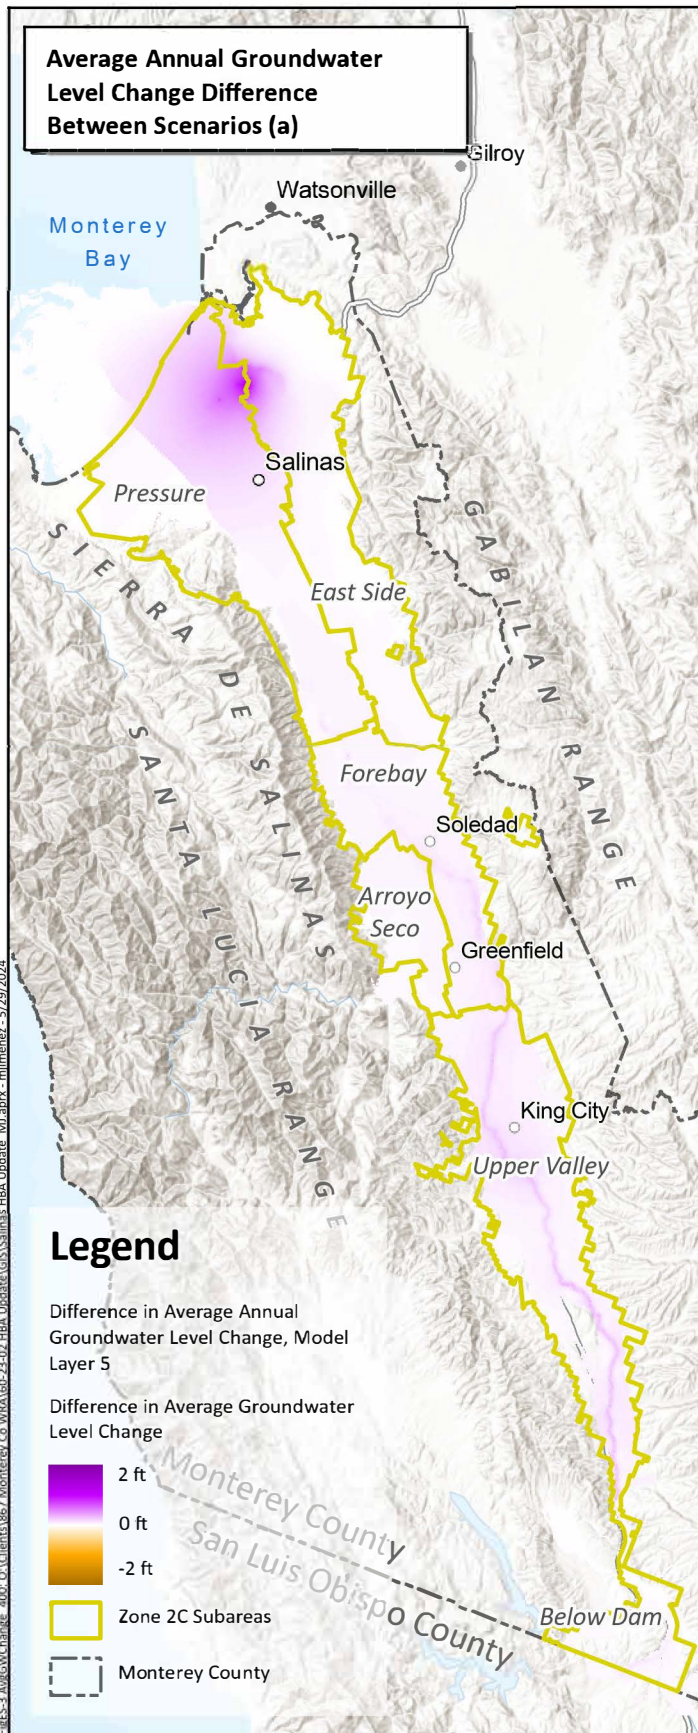 Average Annual Groundwater
Level Change Difference
Between Scenarios (a)
Gilroy
Watsonville
Monterey
Bay
Salinas
Pressure
SIERRA DE SALINAS
GABILAN RANGE
East Side
SANTA LUCIA RANGE
Forebay
Soledad
Arroyo
Seco
Greenfield
King City
Upper Valley
Legend
Difference in Average Annual
Groundwater Level Change, Model
Layer 5
Difference in Average Groundwater
Level Change
2 ft
0 ft
-2 ft
Zone 2C Subareas
Monterey County
Monterey County
San Luis Obispo County
Below Dam